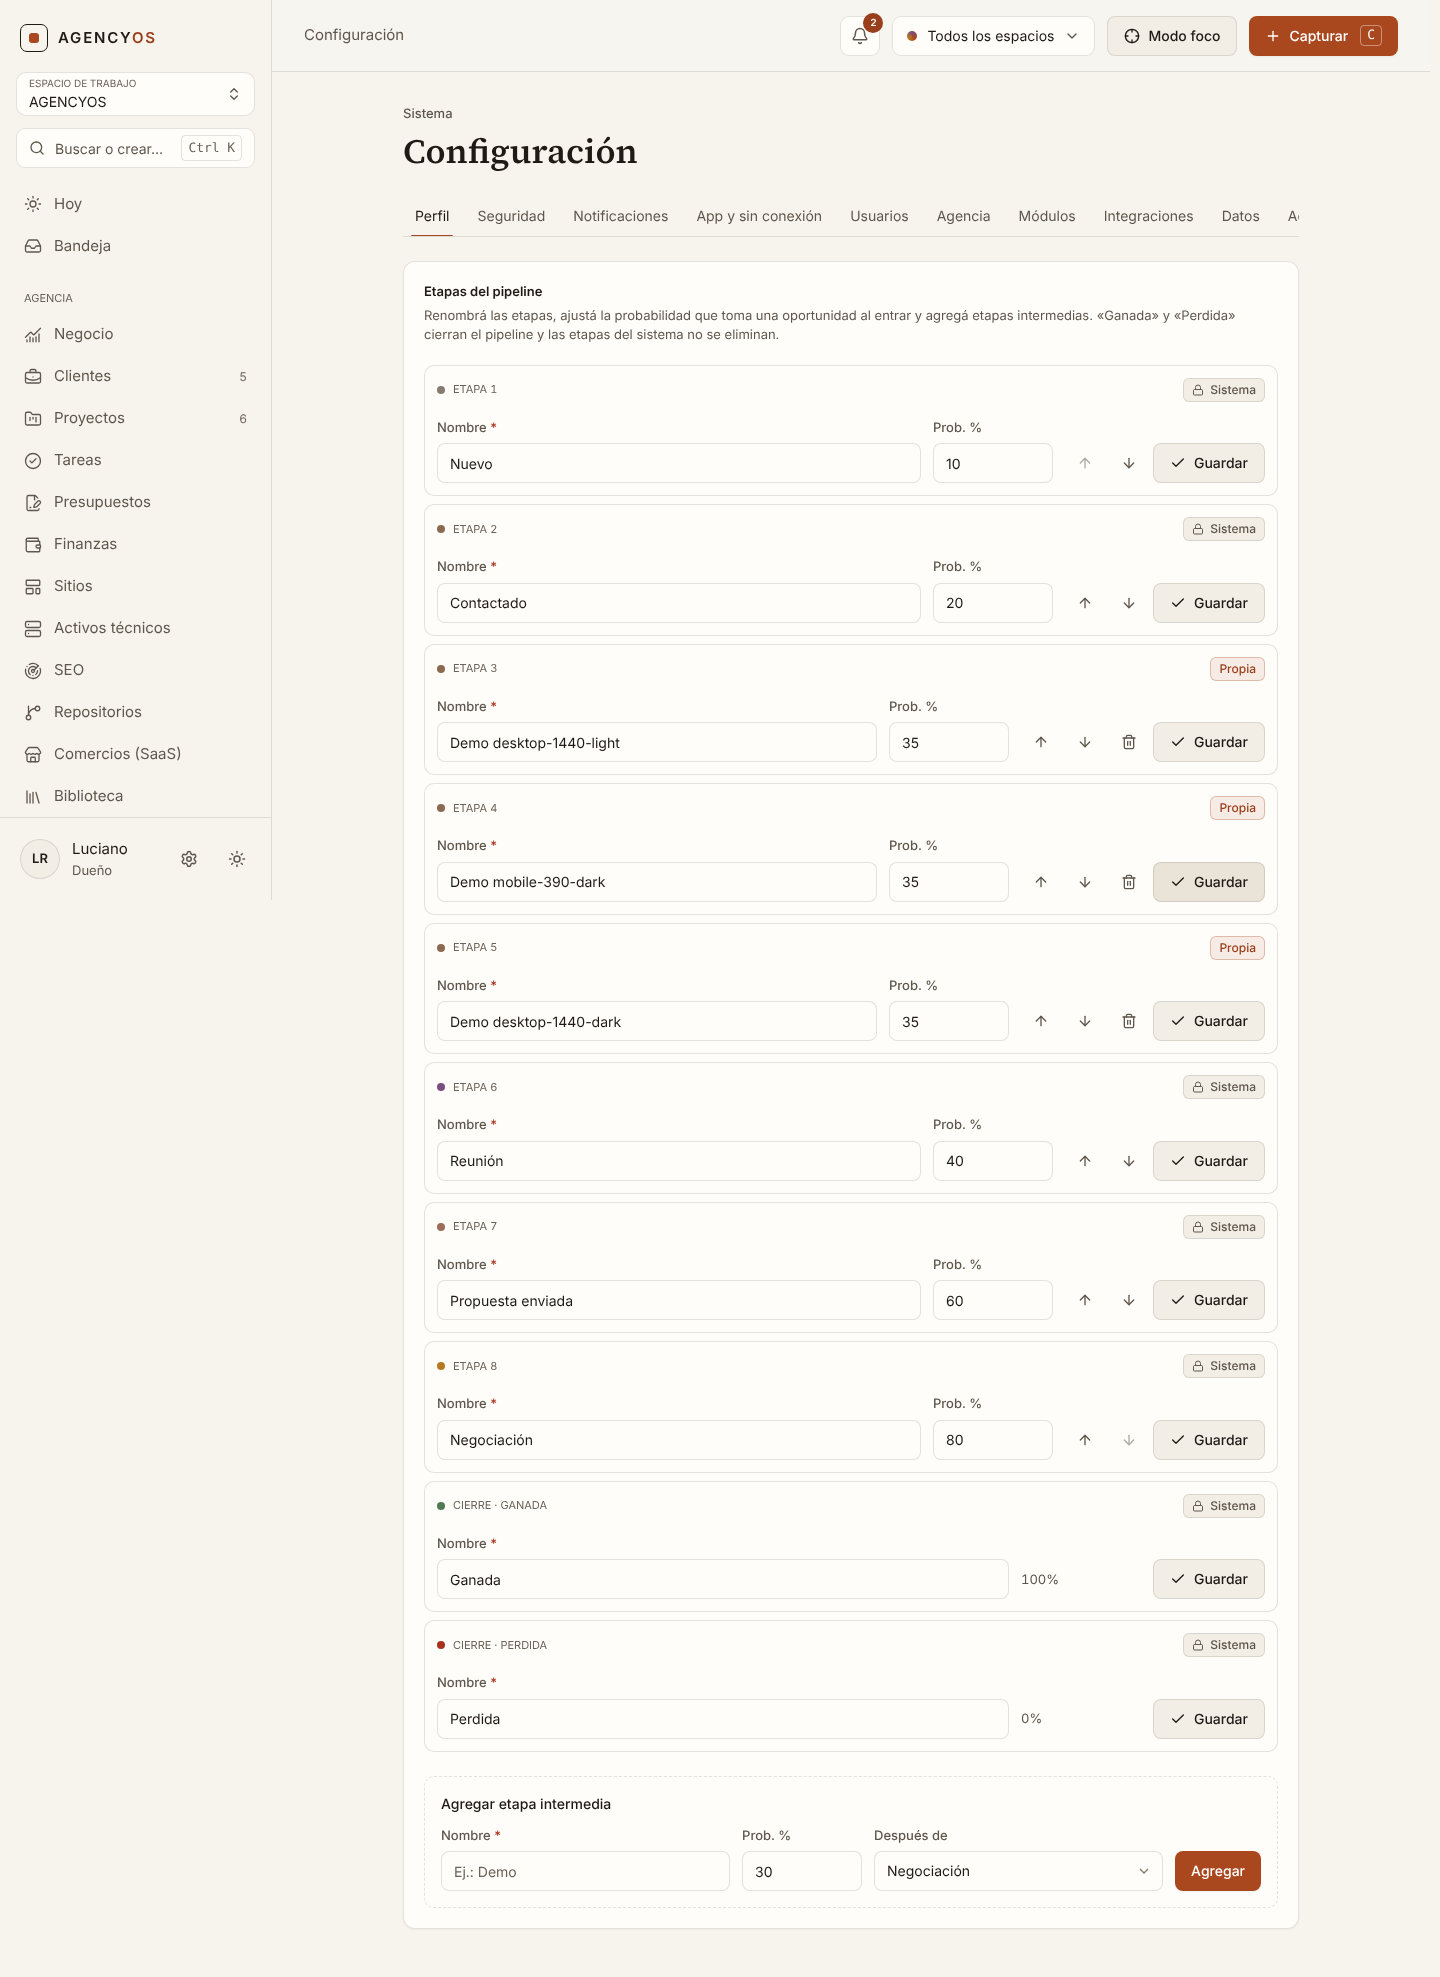 AGENCYOS
ESPACIO DE TRABAJO
AGENCYOS
Buscar o crear... Ctrl K
Hoy
Bandeja
AGENCIA
Negocio
Clientes 5
Proyectos 6
Tareas
Presupuestos
Finanzas
Sitios
Activos técnicos
SEO
Repositorios
Comercios (SaaS)
Biblioteca
LR Luciano
Dueño
Configuración
2
Todos los espacios
Modo foco
Capturar C
Sistema
Configuración
Perfil Seguridad Notificaciones App y sin conexión Usuarios Agencia Módulos Integraciones Datos
Etapas del pipeline
Renombrá las etapas, ajustá la probabilidad que toma una oportunidad al entrar y agregá etapas intermedias. «Ganada» y «Perdida»
cierran el pipeline y las etapas del sistema no se eliminan.
ETAPA 1 Sistema
Nombre * Prob. %
Nuevo 10 Guardar
ETAPA 2 Sistema
Nombre * Prob. %
Contactado 20 Guardar
ETAPA 3 Propia
Nombre * Prob. %
Demo desktop-1440-light 35 Guardar
ETAPA 4 Propia
Nombre * Prob. %
Demo mobile-390-dark 35 Guardar
ETAPA 5 Propia
Nombre * Prob. %
Demo desktop-1440-dark 35 Guardar
ETAPA 6 Sistema
Nombre * Prob. %
Reunión 40 Guardar
ETAPA 7 Sistema
Nombre * Prob. %
Propuesta enviada 60 Guardar
ETAPA 8 Sistema
Nombre * Prob. %
Negociación 80 Guardar
CIERRE · GANADA Sistema
Nombre *
Ganada 100% Guardar
CIERRE · PERDIDA Sistema
Nombre *
Perdida 0% Guardar
Agregar etapa intermedia
Nombre * Prob. % Después de
Ej.: Demo 30 Negociación Agregar